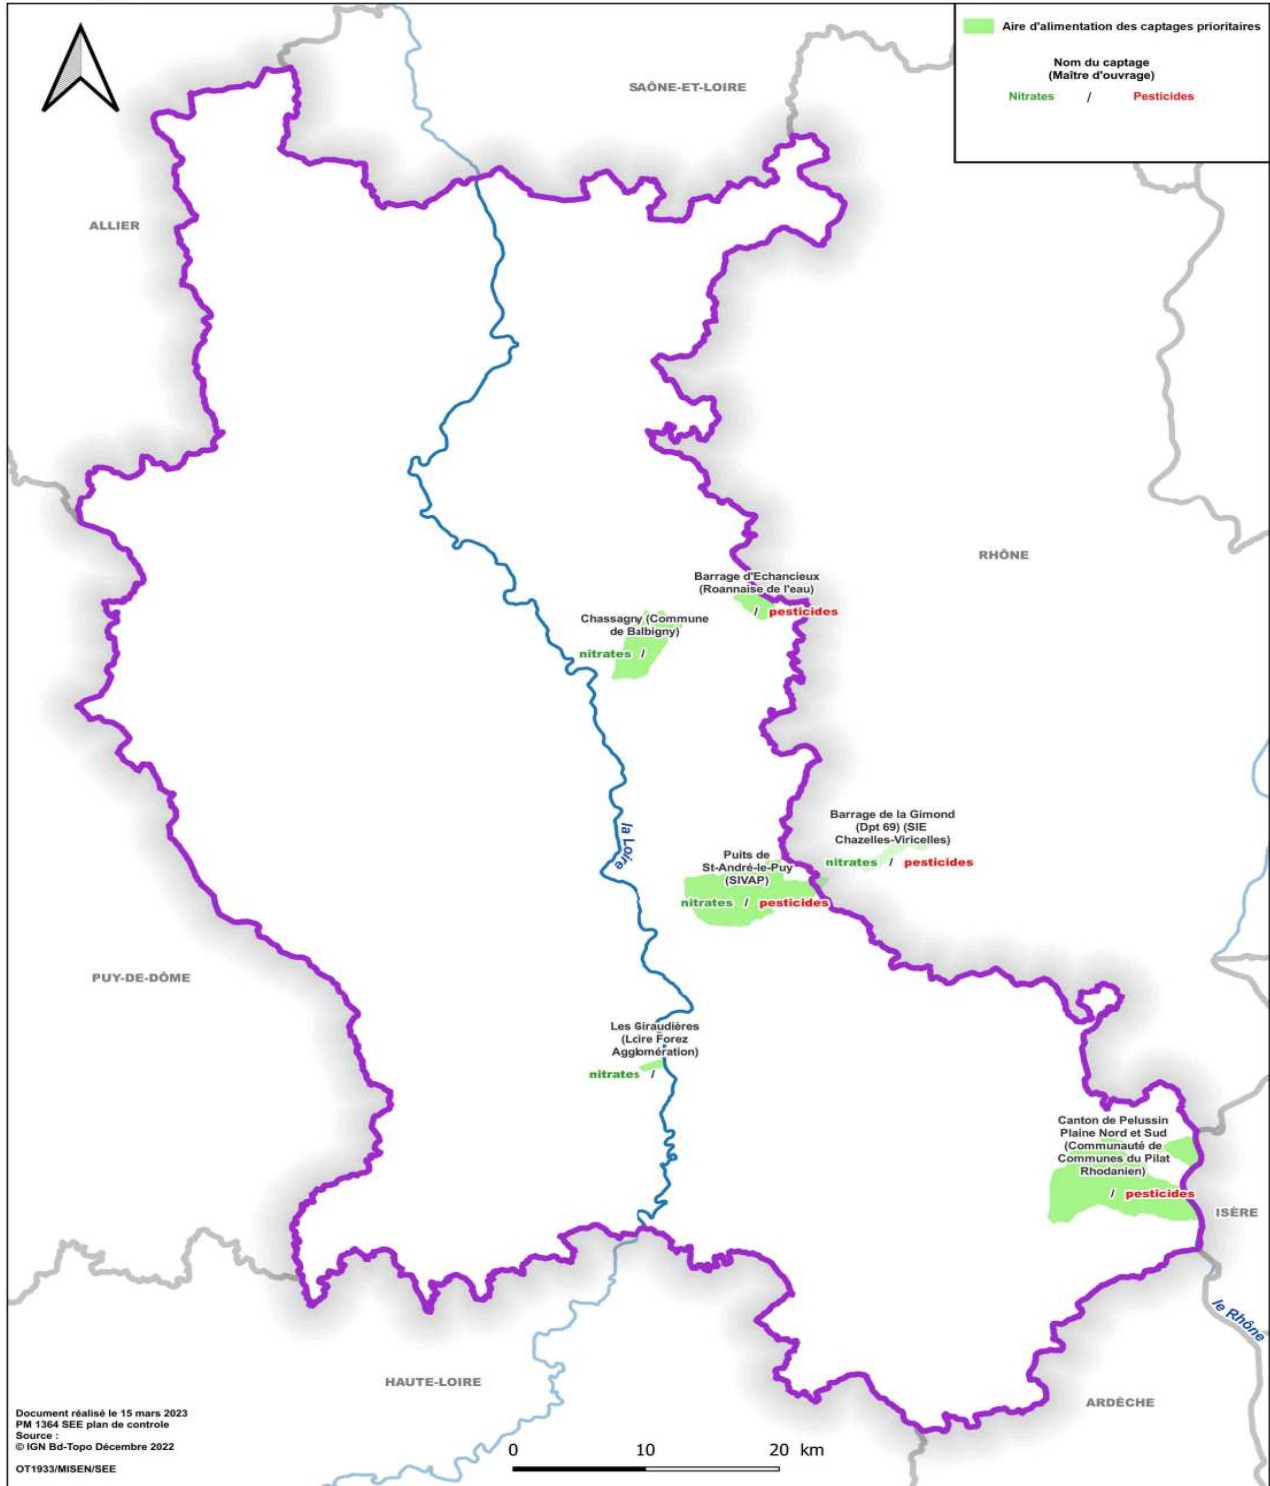 Aire d'alimentation des captages prioritaires
Nom du captage
(Maître d'ouvrage)
Nitrates / Pesticides
SAÔNE-ET-LOIRE
ALLIER
RHÔNE
Barrage d'Echancieux
(Roannaise de l'eau)
/ pesticides
Chassagny (Commune
de Balbigny)
nitrates /
la Loire
Barrage de la Gimond
(Dpt 69) (SIE
Chazelles-Viricelles)
nitrates / pesticides
Puits de
St-André-le-Puy
(SIVAP)
nitrates / pesticides
PUY-DE-DÔME
Les Giraudières
(Loire Forez
Agglomération)
nitrates /
Canton de Pelussin
Plaine Nord et Sud
(Communauté de
Communes du Pilat
Rhodanien)
/ pesticides
ISÈRE
le Rhône
HAUTE-LOIRE
ARDÈCHE
Document réalisé le 15 mars 2023
PM 1364 SEE plan de controle
Source :
© IGN Bd-Topo Décembre 2022
OT1933/MISEN/SEE
0 10 20 km